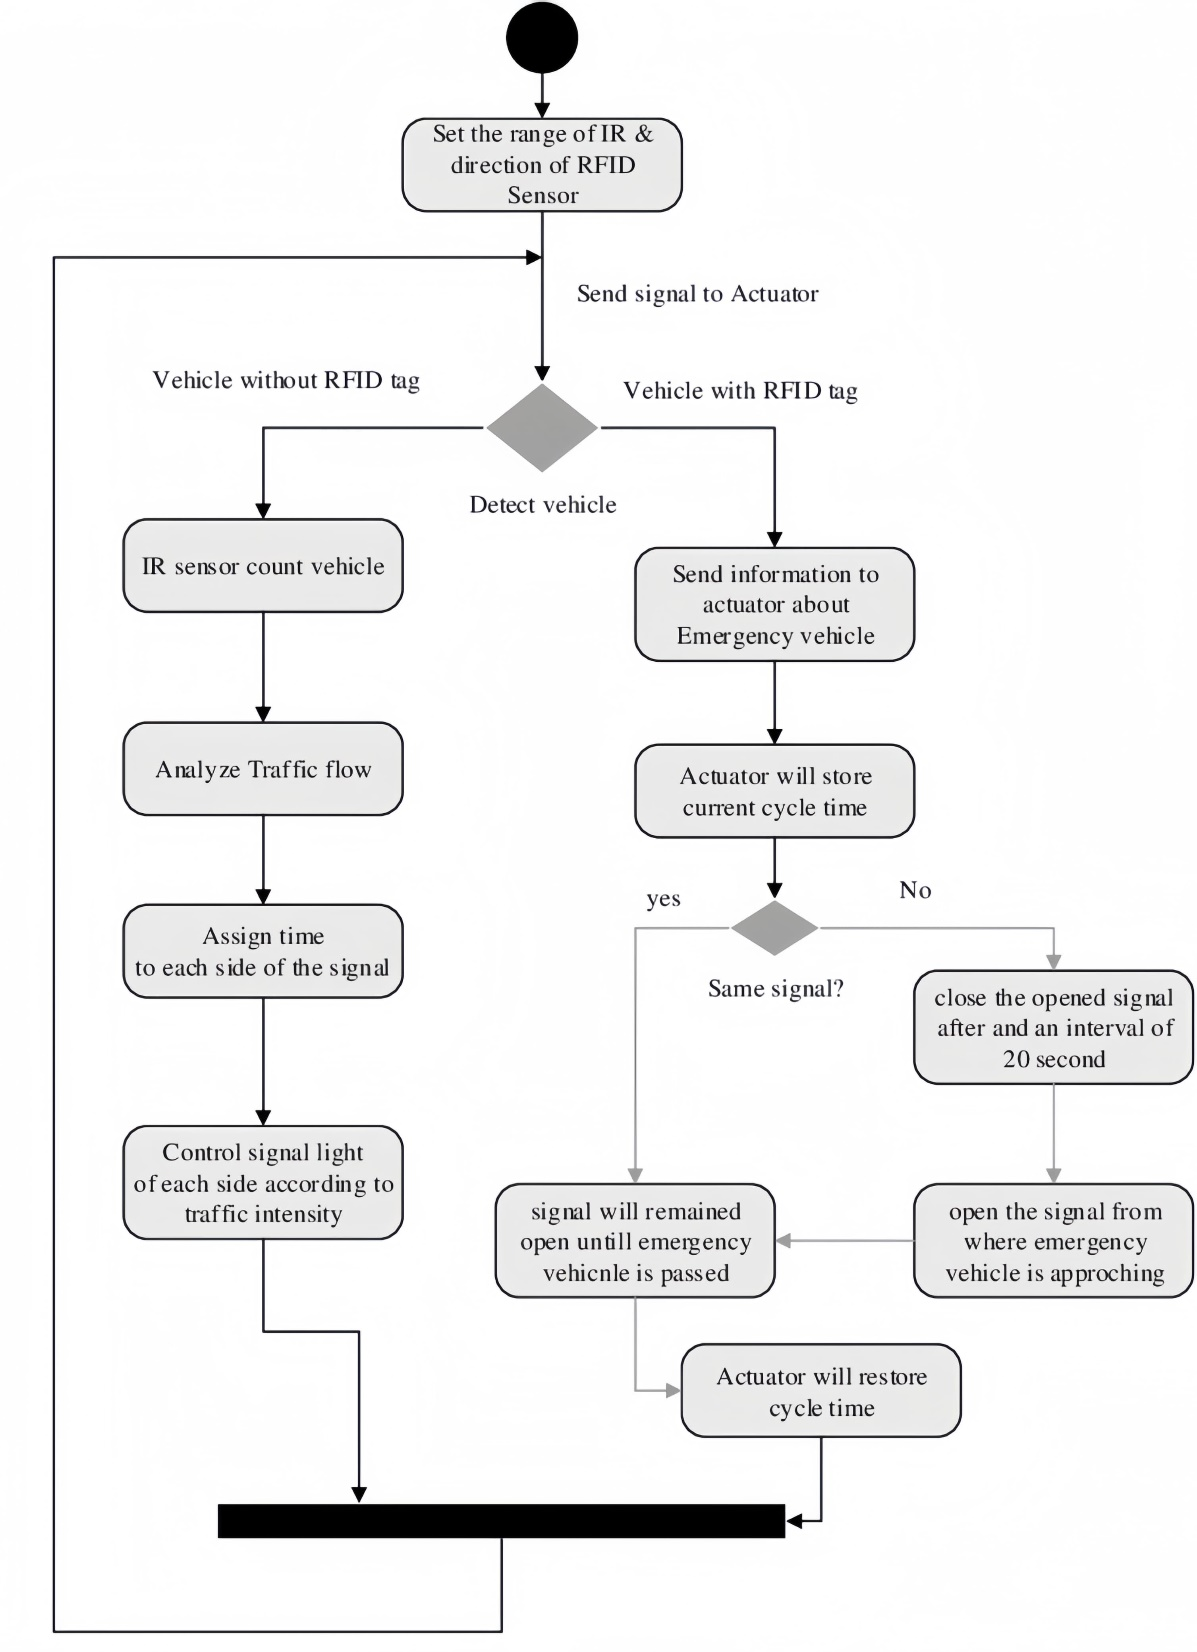 Set the range of IR &
direction of RFID
Sensor
Send signal to Actuator
Vehicle without RFID tag
Vehicle with RFID tag
Detect vehicle
IR sensor count vehicle
Send information to
actuator about
Emergency vehicle
Analyze Traffic flow
Actuator will store
current cycle time
yes
No
Same signal?
Assign time
to each side of the signal
close the opened signal
after and an interval of
20 second
Control signal light
of each side according to
traffic intensity
signal will remained
open untill emergency
vehicnle is passed
open the signal from
where emergency
vehicle is approching
Actuator will restore
cycle time